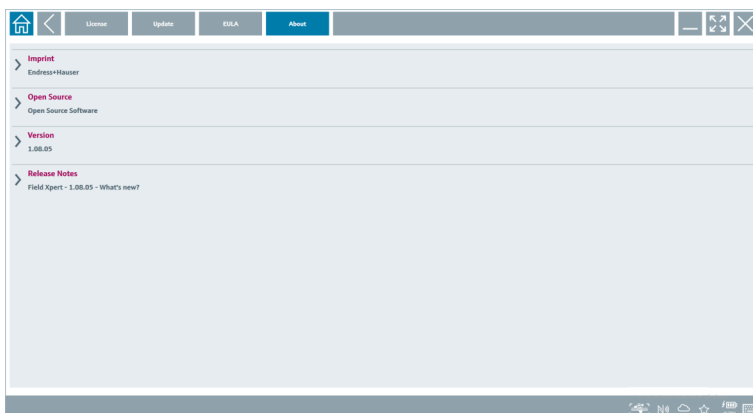 License Update EULA About
Imprint
Endress+Hauser
Open Source
Open Source Software
Version
1.08.05
Release Notes
Field Xpert - 1.08.05 - What's new?